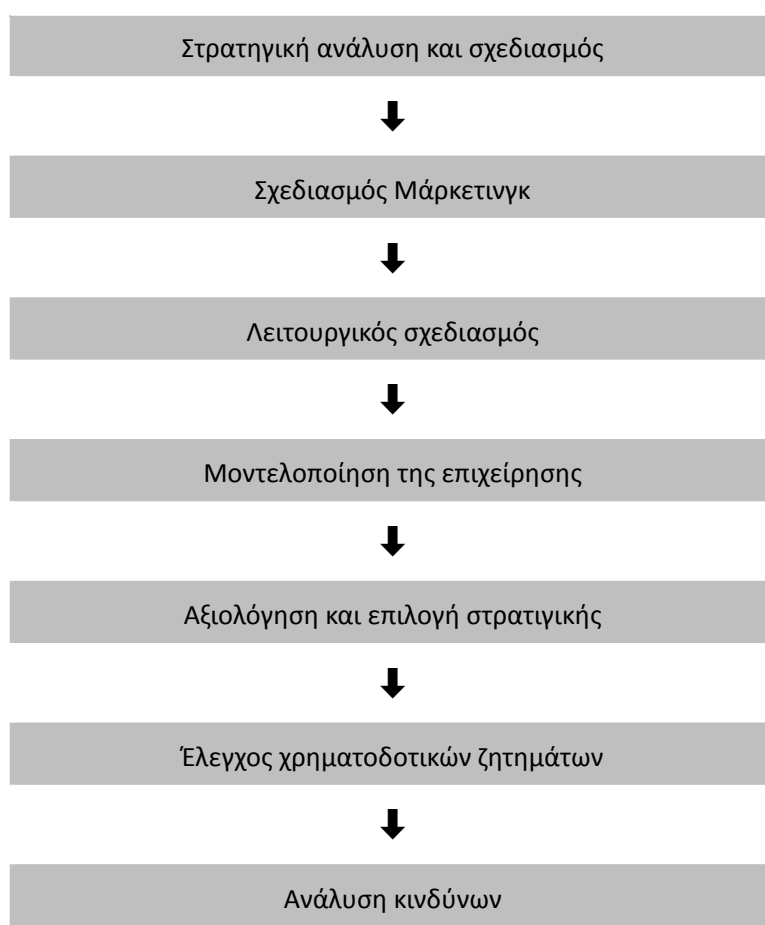 Στρατηγική ανάλυση και σχεδιασμός
Σχεδιασμός Μάρκετινγκ
Λειτουργικός σχεδιασμός
Μοντελοποίηση της επιχείρησης
Αξιολόγηση και επιλογή στρατιγικής
Έλεγχος χρηματοδοτικών ζητημάτων
Ανάλυση κινδύνων